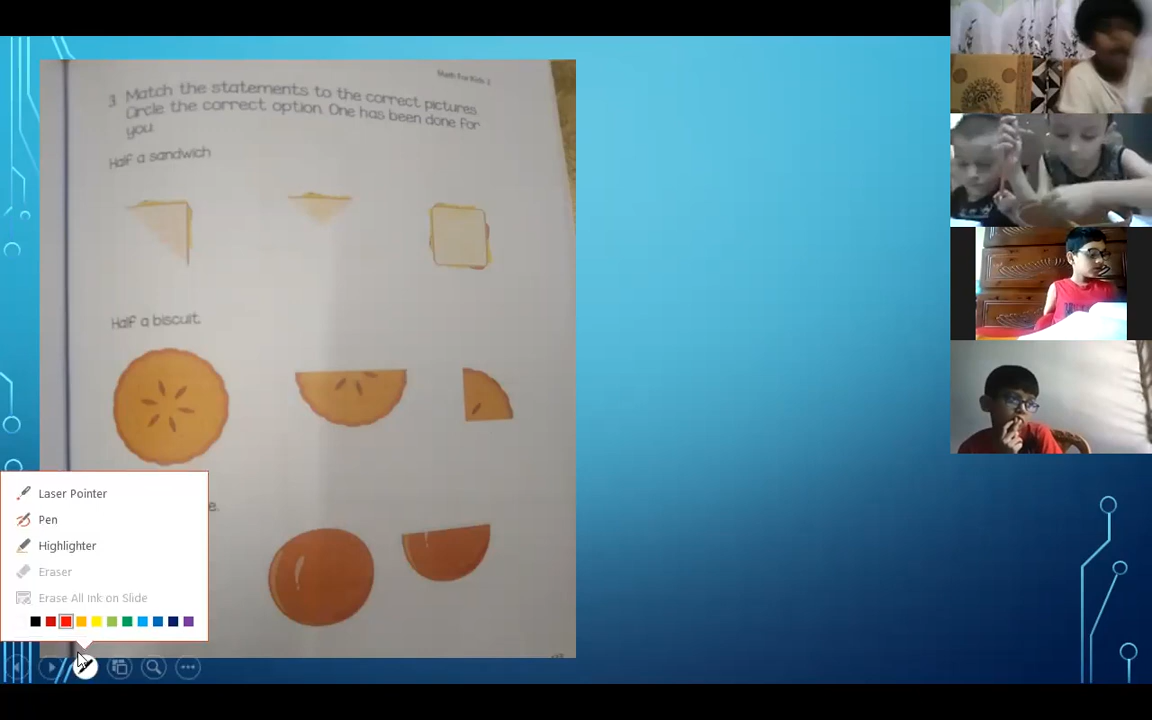 Math For Kids 1
3 Match the statements to the correct pictures.
Circle the correct option. One has been done for
you.
Half a sandwich
Half a biscuit.
e.
Laser Pointer
Pen
Highlighter
Eraser
Erase All Ink on Slide